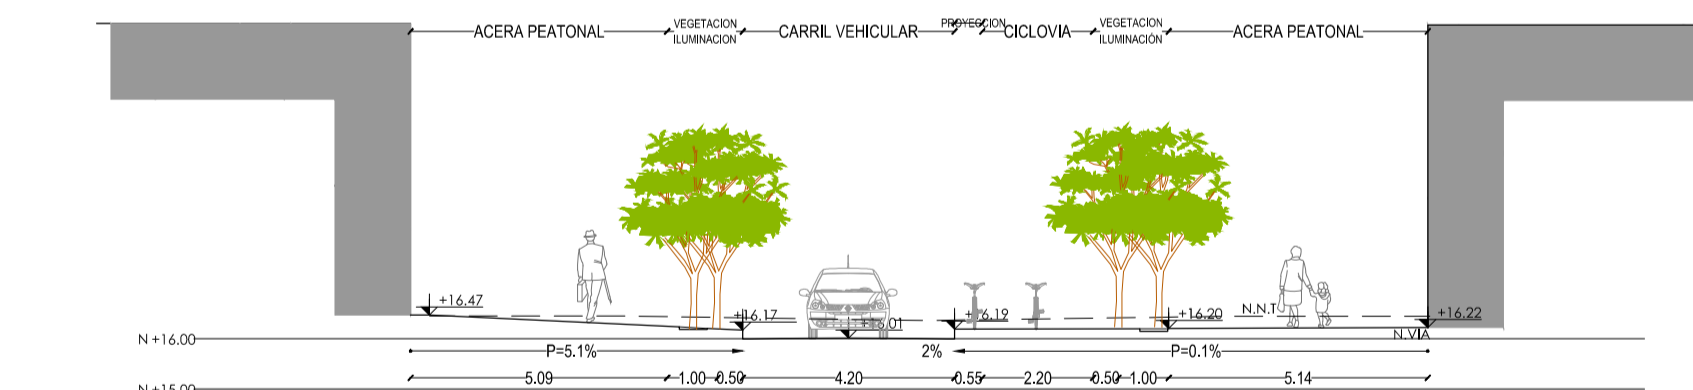 ACERA PEATONAL VEGETACION ILUMINACION CARRIL VEHICULAR PROYECCION CICLOVIA VEGETACION ILUMINACIÓN ACERA PEATONAL
+16.47 +16.17 +16.01 +16.19 +16.20 N.N.T +16.22
N +16.00 N.VIA
P=5.1% 2% P=0.1%
5.09 1.00 0.50 4.20 0.55 2.20 0.50 1.00 5.14
N +15.00